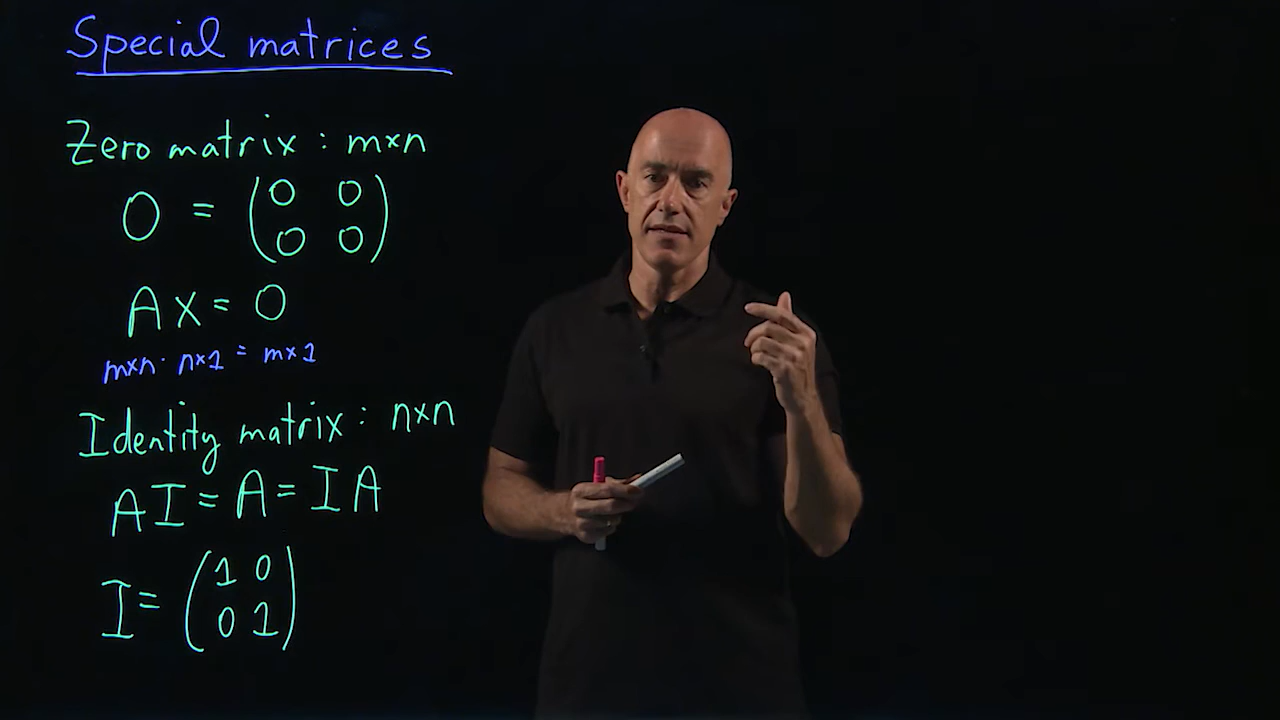 Special matrices
Zero matrix : m×n
0 = (0 0
0 0)
Ax = 0
m×n · n×1 = m×1
Identity matrix : n×n
AI = A = IA
I = (1 0
0 1)